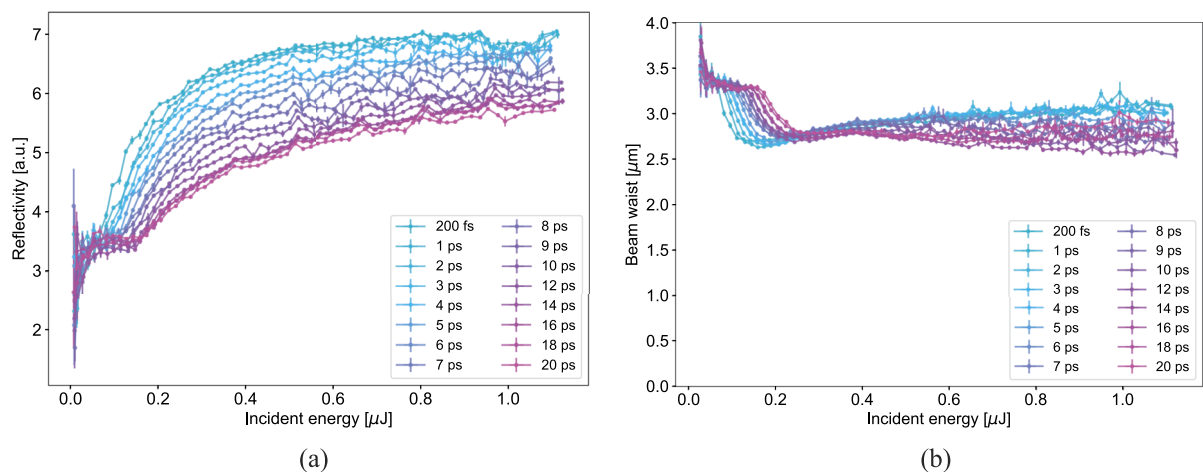 7
6
5
4
3
2
Reflectivity [a.u.]
200 fs 8 ps
1 ps 9 ps
2 ps 10 ps
3 ps 12 ps
4 ps 14 ps
5 ps 16 ps
6 ps 18 ps
7 ps 20 ps
0.0 0.2 0.4 0.6 0.8 1.0
Incident energy [μJ]
(a)
4.0
3.5
3.0
2.5
2.0
1.5
1.0
0.5
0.0
Beam waist [μm]
200 fs 8 ps
1 ps 9 ps
2 ps 10 ps
3 ps 12 ps
4 ps 14 ps
5 ps 16 ps
6 ps 18 ps
7 ps 20 ps
0.0 0.2 0.4 0.6 0.8 1.0
Incident energy [μJ]
(b)